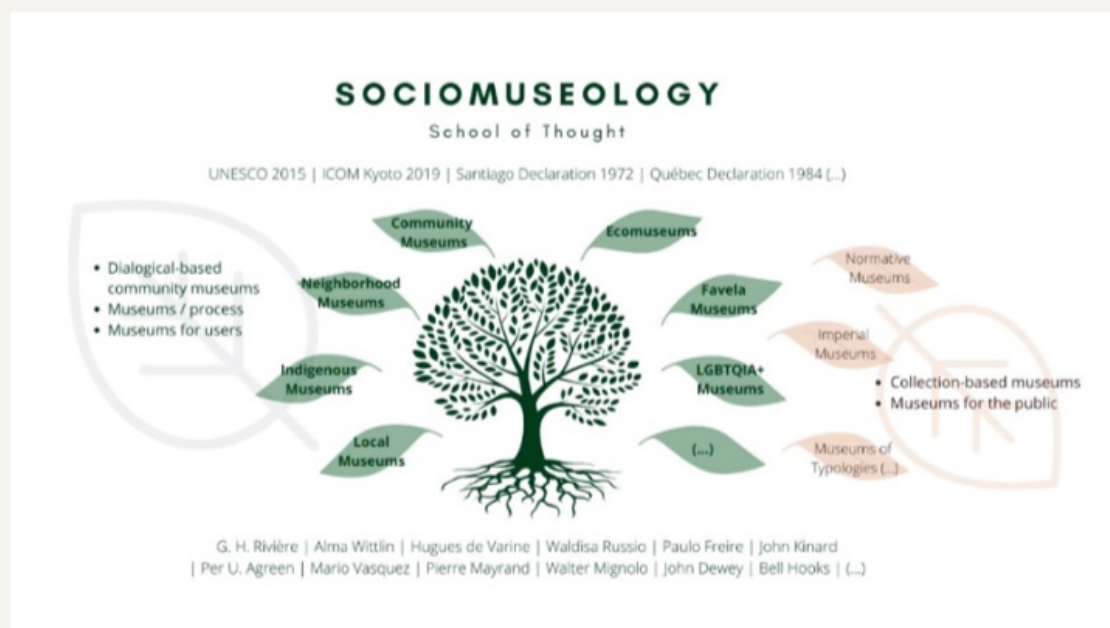 SOCIOMUSEOLOGY
School of Thought
UNESCO 2015 | ICOM Kyoto 2019 | Santiago Declaration 1972 | Québec Declaration 1984 (...)
Community
Museums
Ecomuseums
Neighborhood
Museums
Favela
Museums
Indigenous
Museums
LGBTQIA+
Museums
Local
Museums
(...)
• Dialogical-based
community museums
• Museums / process
• Museums for users
Normative
Museums
Imperial
Museums
Museums of
Typologies (...)
• Collection-based museums
• Museums for the public
G. H. Rivière | Alma Wittlin | Hugues de Varine | Waldisa Russio | Paulo Freire | John Kinard
| Per U. Agreen | Mario Vasquez | Pierre Mayrand | Walter Mignolo | John Dewey | Bell Hooks | (...)